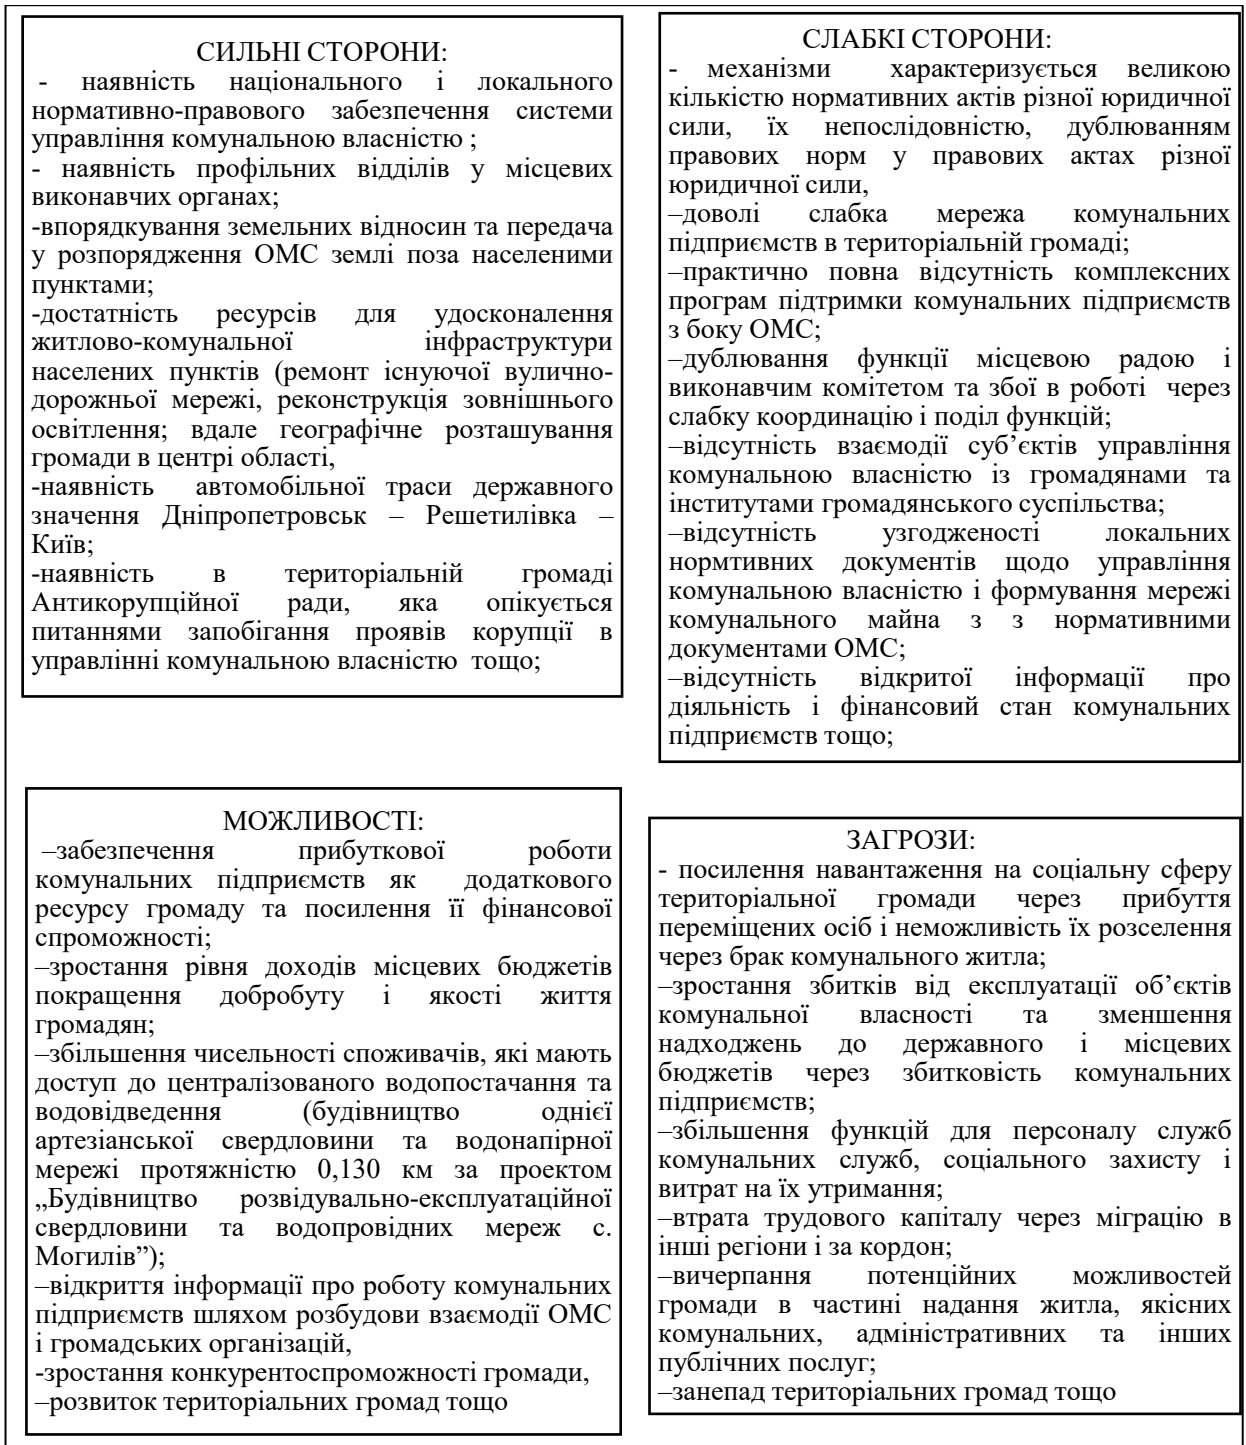 СИЛЬНІ СТОРОНИ:
- наявність національного і локального
нормативно-правового забезпечення системи
управління комунальною власністю ;
- наявність профільних відділів у місцевих
виконавчих органах;
-впорядкування земельних відносин та передача
у розпорядження ОМС землі поза населеними
пунктами;
-достатність ресурсів для удосконалення
житлово-комунальної інфраструктури
населених пунктів (ремонт існуючої вулично-
дорожньої мережі, реконструкція зовнішнього
освітлення; вдале географічне розташування
громади в центрі області,
-наявність автомобільної траси державного
значення Дніпропетровськ – Решетилівка –
Київ;
-наявність в територіальній громаді
Антикорупційної ради, яка опікується
питаннями запобігання проявів корупції в
управлінні комунальною власністю тощо;
СЛАБКІ СТОРОНИ:
- механізми характеризується великою
кількістю нормативних актів різної юридичної
сили, їх непослідовністю, дублюванням
правових норм у правових актах різної
юридичної сили,
–доволі слабка мережа комунальних
підприємств в територіальній громаді;
–практично повна відсутність комплексних
програм підтримки комунальних підприємств
з боку ОМС;
–дублювання функції місцевою радою і
виконавчим комітетом та збої в роботі через
слабку координацію і поділ функцій;
–відсутність взаємодії суб’єктів управління
комунальною власністю із громадянами та
інститутами громадянського суспільства;
–відсутність узгодженості локальних
нормтивних документів щодо управління
комунальною власністю і формування мережі
комунального майна з з нормативними
документами ОМС;
–відсутність відкритої інформації про
діяльність і фінансовий стан комунальних
підприємств тощо;
МОЖЛИВОСТІ:
–забезпечення прибуткової роботи
комунальних підприємств як додаткового
ресурсу громаду та посилення її фінансової
спроможності;
–зростання рівня доходів місцевих бюджетів
покращення добробуту і якості життя
громадян;
–збільшення чисельності споживачів, які мають
доступ до централізованого водопостачання та
водовідведення (будівництво однієї
артезіанської свердловини та водонапірної
мережі протяжністю 0,130 км за проектом
„Будівництво розвідувально-експлуатаційної
свердловини та водопровідних мереж с.
Могилів”);
–відкриття інформації про роботу комунальних
підприємств шляхом розбудови взаємодії ОМС
і громадських організацій,
-зростання конкурентоспроможності громади,
–розвиток територіальних громад тощо
ЗАГРОЗИ:
- посилення навантаження на соціальну сферу
територіальної громади через прибуття
переміщених осіб і неможливість їх розселення
через брак комунального житла;
–зростання збитків від експлуатації об’єктів
комунальної власності та зменшення
надходжень до державного і місцевих
бюджетів через збитковість комунальних
підприємств;
–збільшення функцій для персоналу служб
комунальних служб, соціального захисту і
витрат на їх утримання;
–втрата трудового капіталу через міграцію в
інші регіони і за кордон;
–вичерпання потенційних можливостей
громади в частині надання житла, якісних
комунальних, адміністративних та інших
публічних послуг;
–занепад територіальних громад тощо